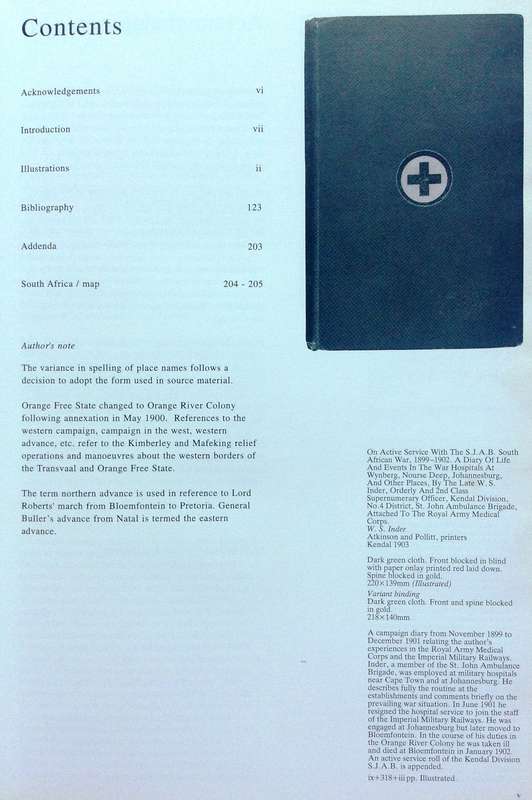 Contents
Acknowledgements vi
Introduction vii
Illustrations ii
Bibliography 123
Addenda 203
South Africa / map 204 - 205
Author's note
The variance in spelling of place names follows a
decision to adopt the form used in source material.
Orange Free State changed to Orange River Colony
following annexation in May 1900. References to the
western campaign, campaign in the west, western
advance, etc. refer to the Kimberley and Mafeking relief
operations and manoeuvres about the western borders of
the Transvaal and Orange Free State.
The term northern advance is used in reference to Lord
Roberts' march from Bloemfontein to Pretoria. General
Buller's advance from Natal is termed the eastern
advance.
On Active Service With The S.J.A.B. South
African War, 1899–1902. A Diary Of Life
And Events In The War Hospitals At
Wynberg, Nourse Deep, Johannesburg,
And Other Places, By The Late W. S.
Inder, Orderly And 2nd Class
Supernumerary Officer, Kendal Division,
No.4 District, St. John Ambulance Brigade,
Attached To The Royal Army Medical
Corps.
W. S. Inder
Atkinson and Pollitt, printers
Kendal 1903
Dark green cloth. Front blocked in blind
with paper onlay printed red laid down.
Spine blocked in gold.
220×139mm (Illustrated)
Variant binding
Dark green cloth. Front and spine blocked
in gold.
218×140mm
A campaign diary from November 1899 to
December 1901 relating the author's
experiences in the Royal Army Medical
Corps and the Imperial Military Railways.
Inder, a member of the St. John Ambulance
Brigade, was employed at military hospitals
near Cape Town and at Johannesburg. He
describes fully the routine at the
establishments and comments briefly on the
prevailing war situation. In June 1901 he
resigned the hospital service to join the staff
of the Imperial Military Railways. He was
engaged at Johannesburg but later moved to
Bloemfontein. In the course of his duties in
the Orange River Colony he was taken ill
and died at Bloemfontein in January 1902.
An active service roll of the Kendal Division
S.J.A.B. is appended.
ix+318+iii pp. Illustrated.
v